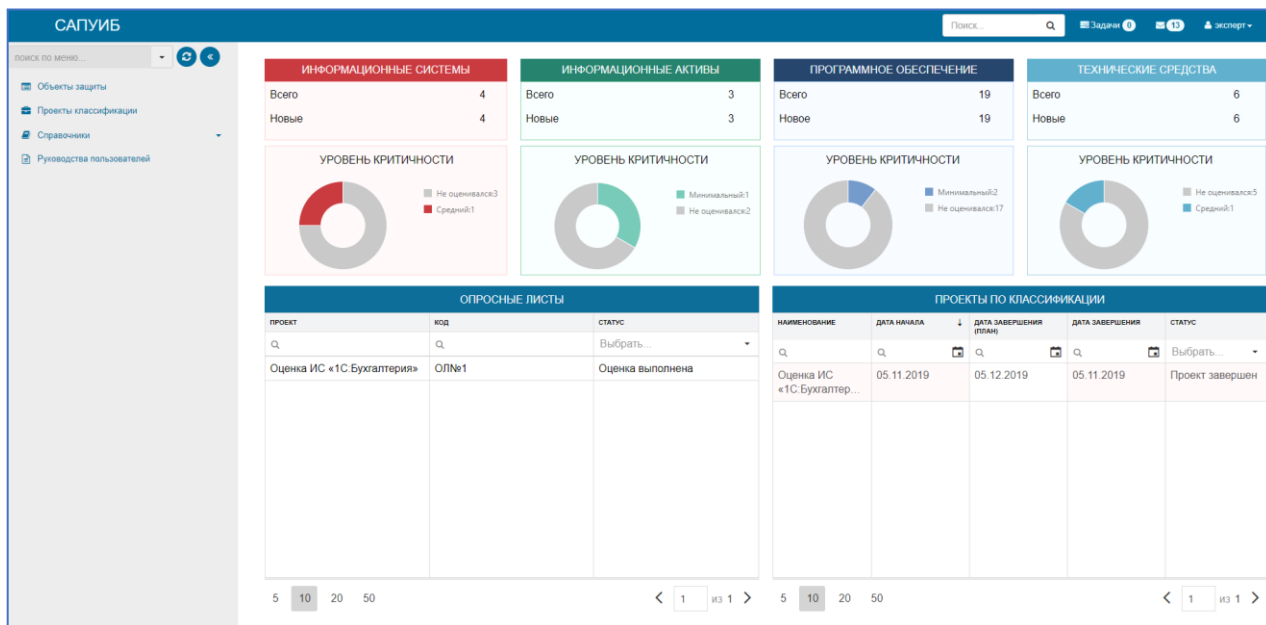 САПУИБ
Поиск...
Задачи 0
13
эксперт
поиск по меню...
Объекты защиты
Проекты классификации
Справочники
Руководства пользователей
ИНФОРМАЦИОННЫЕ СИСТЕМЫ
Всего 4
Новые 4
ИНФОРМАЦИОННЫЕ АКТИВЫ
Всего 3
Новые 3
ПРОГРАММНОЕ ОБЕСПЕЧЕНИЕ
Всего 19
Новое 19
ТЕХНИЧЕСКИЕ СРЕДСТВА
Всего 6
Новые 6
УРОВЕНЬ КРИТИЧНОСТИ
Не оценивался:3
Средний:1
УРОВЕНЬ КРИТИЧНОСТИ
Минимальный:1
Не оценивался:2
УРОВЕНЬ КРИТИЧНОСТИ
Минимальный:2
Не оценивался:17
УРОВЕНЬ КРИТИЧНОСТИ
Не оценивался:5
Средний:1
ОПРОСНЫЕ ЛИСТЫ
ПРОЕКТ КОД СТАТУС
Выбрать...
Оценка ИС «1С:Бухгалтерия» ОЛ№1 Оценка выполнена
5 10 20 50
1 из 1
ПРОЕКТЫ ПО КЛАССИФИКАЦИИ
НАИМЕНОВАНИЕ ДАТА НАЧАЛА ↓ ДАТА ЗАВЕРШЕНИЯ ДАТА ЗАВЕРШЕНИЯ СТАТУС
(ПЛАН)
Выбрать...
Оценка ИС 05.11.2019 05.12.2019 05.11.2019 Проект завершен
«1С:Бухгалтер...
5 10 20 50
1 из 1